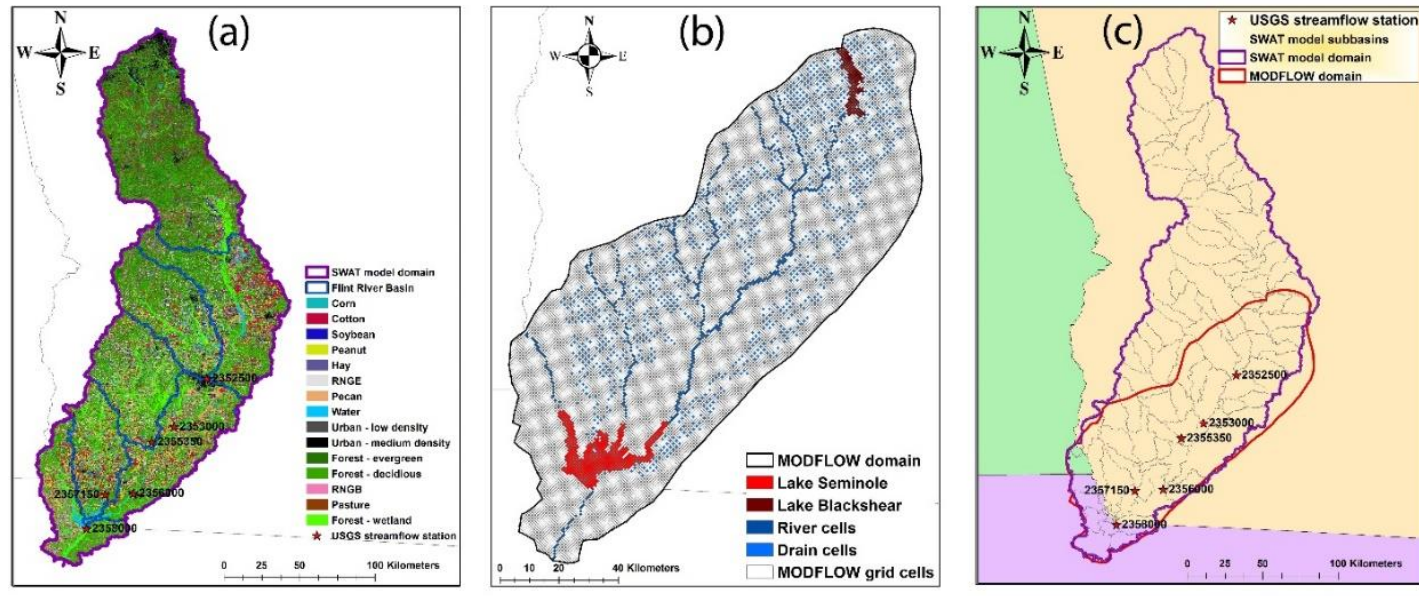 (a)
N
W E
S
SWAT model domain
Flint River Basin
Corn
Cotton
Soybean
Peanut
Hay
RNGE
Pecan
Water
Urban - low density
Urban - medium density
Forest - evergreen
Forest - decidious
RNGB
Pasture
Forest - wetland
USGS streamflow station
2352500
2353000
2355350
2357150
2356000
2358000
0 25 50 100 Kilometers
(b)
N
W E
S
MODFLOW domain
Lake Seminole
Lake Blackshear
River cells
Drain cells
MODFLOW grid cells
0 10 20 40 Kilometers
(c)
N
W E
S
USGS streamflow station
SWAT model subbasins
SWAT model domain
MODFLOW domain
2352500
2353000
2355350
2357150
2356000
2358000
0 20 40 80 100 Kilometers